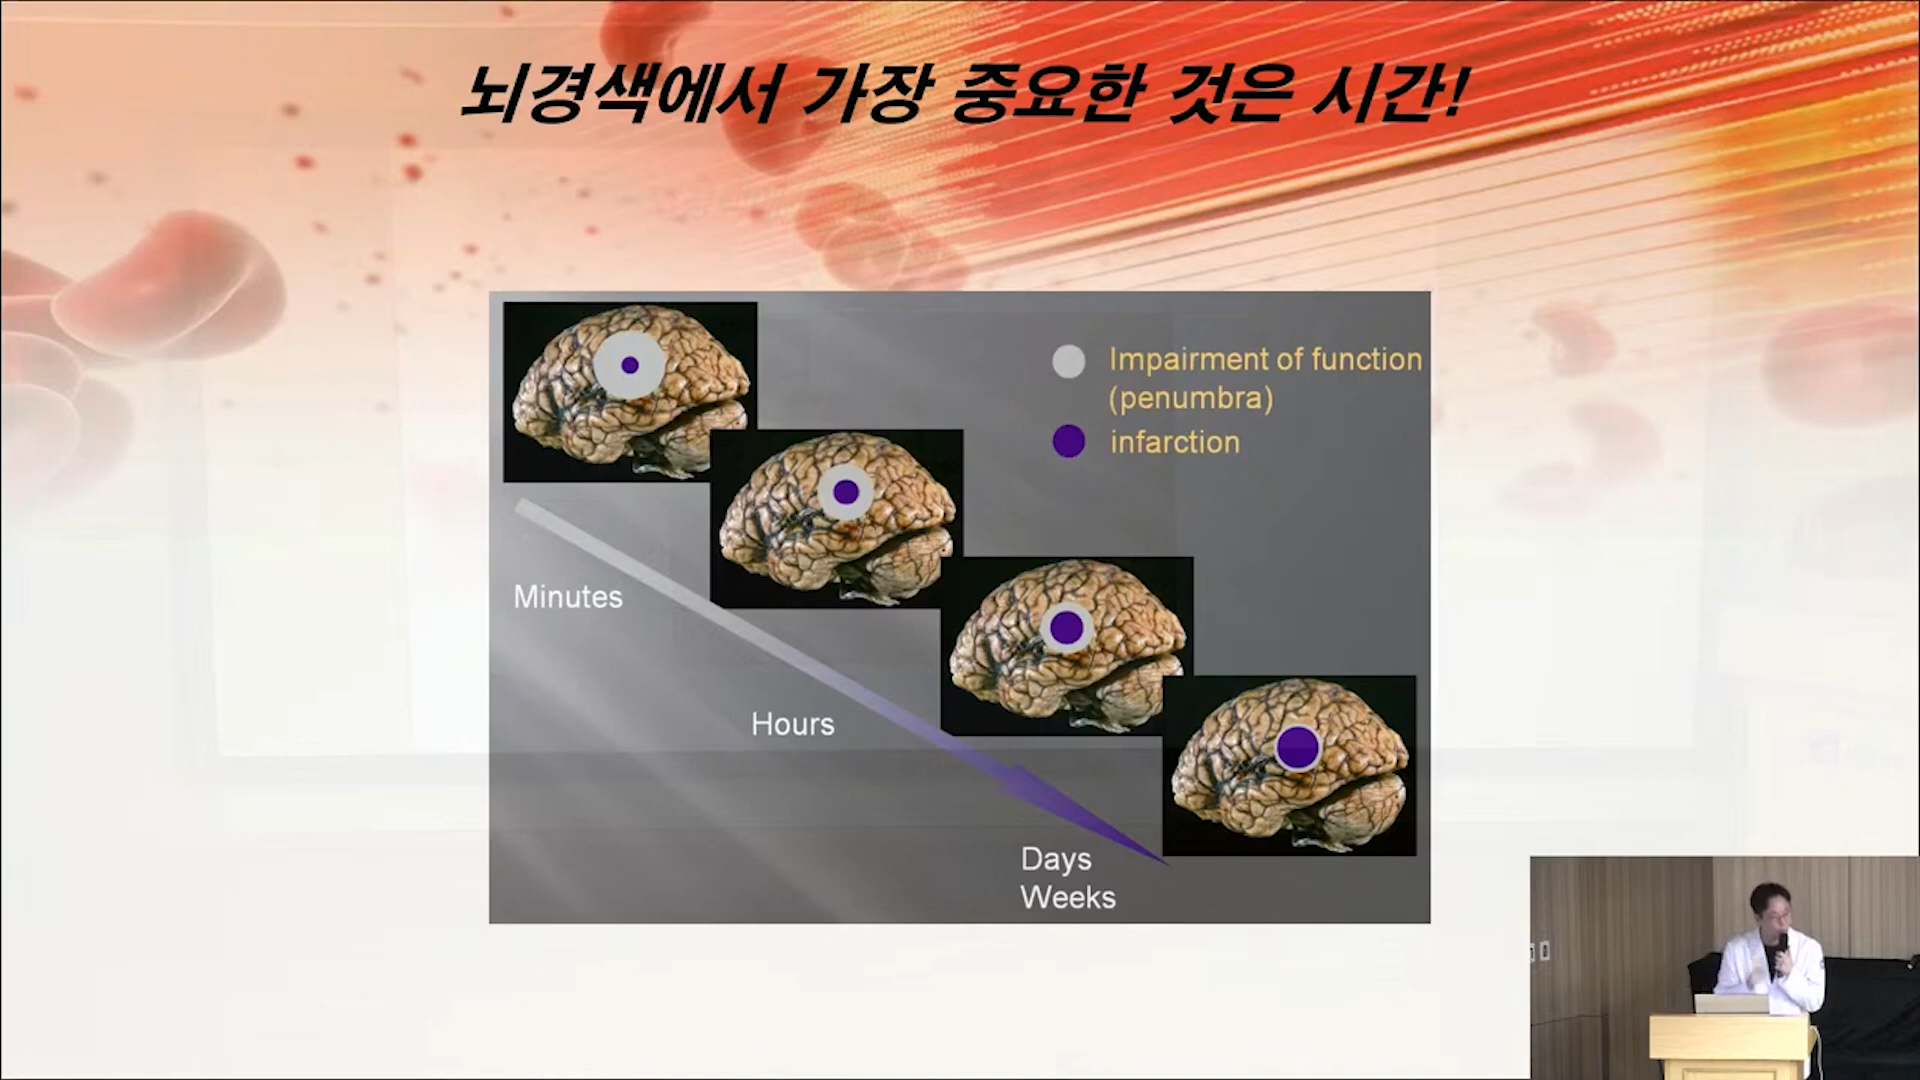 뇌경색에서 가장 중요한 것은 시간!
Impairment of function
(penumbra)
infarction
Minutes
Hours
Days
Weeks